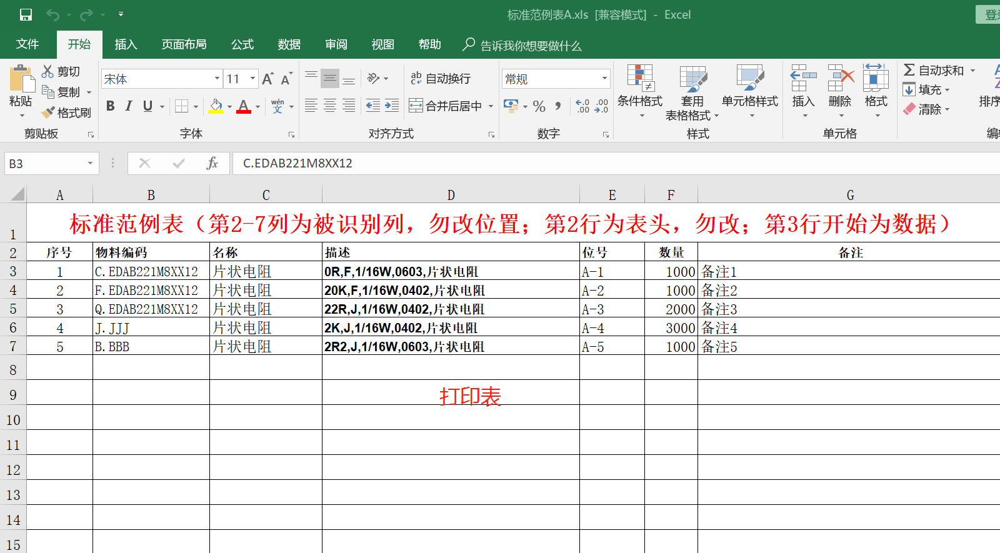 标准范例表A.xls [兼容模式] - Excel
文件 开始 插入 页面布局 公式 数据 审阅 视图 帮助 告诉我你想要做什么
粘贴 剪切 复制 格式刷 剪贴板
宋体 11 A A B I U A wén 文 字体
ab c 自动换行 合并后居中 对齐方式
常规 % , .0 .00 .00 .0 数字
条件格式 套用 表格格式 单元格样式 样式
插入 删除 格式 单元格
Σ 自动求和 填充 清除
B3 fx C.EDAB221M8XX12
A B C D E F G
1 标准范例表（第2-7列为被识别列，勿改位置；第2行为表头，勿改；第3行开始为数据）
2 序号 物料编码 名称 描述 位号 数量 备注
3 1 C.EDAB221M8XX12 片状电阻 0R,F,1/16W,0603,片状电阻 A-1 1000 备注1
4 2 F.EDAB221M8XX12 片状电阻 20K,F,1/16W,0402,片状电阻 A-2 1000 备注2
5 3 Q.EDAB221M8XX12 片状电阻 22R,J,1/16W,0402,片状电阻 A-3 2000 备注3
6 4 J.JJJ 片状电阻 2K,J,1/16W,0402,片状电阻 A-4 3000 备注4
7 5 B.BBB 片状电阻 2R2,J,1/16W,0603,片状电阻 A-5 1000 备注5
8
9 打印表
10
11
12
13
14
15